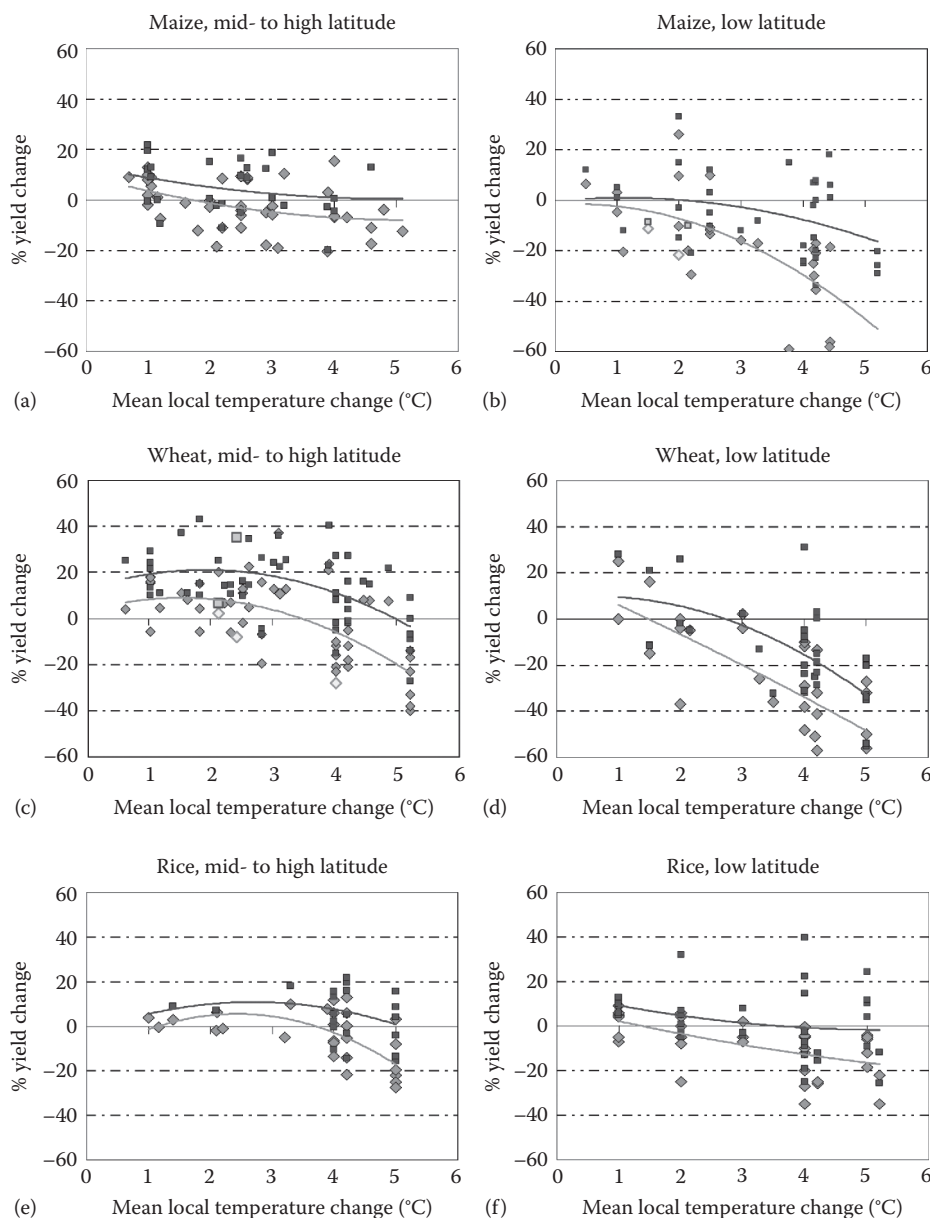 Maize, mid- to high latitude
60
40
20
0
−20
−40
−60
% yield change
0 1 2 3 4 5 6
(a) Mean local temperature change (°C)
Maize, low latitude
60
40
20
0
−20
−40
−60
% yield change
0 1 2 3 4 5 6
(b) Mean local temperature change (°C)
Wheat, mid- to high latitude
60
40
20
0
−20
−40
−60
% yield change
0 1 2 3 4 5 6
(c) Mean local temperature change (°C)
Wheat, low latitude
60
40
20
0
−20
−40
−60
% yield change
0 1 2 3 4 5 6
(d) Mean local temperature change (°C)
Rice, mid- to high latitude
60
40
20
0
−20
−40
−60
% yield change
0 1 2 3 4 5 6
(e) Mean local temperature change (°C)
Rice, low latitude
60
40
20
0
−20
−40
−60
% yield change
0 1 2 3 4 5 6
(f) Mean local temperature change (°C)